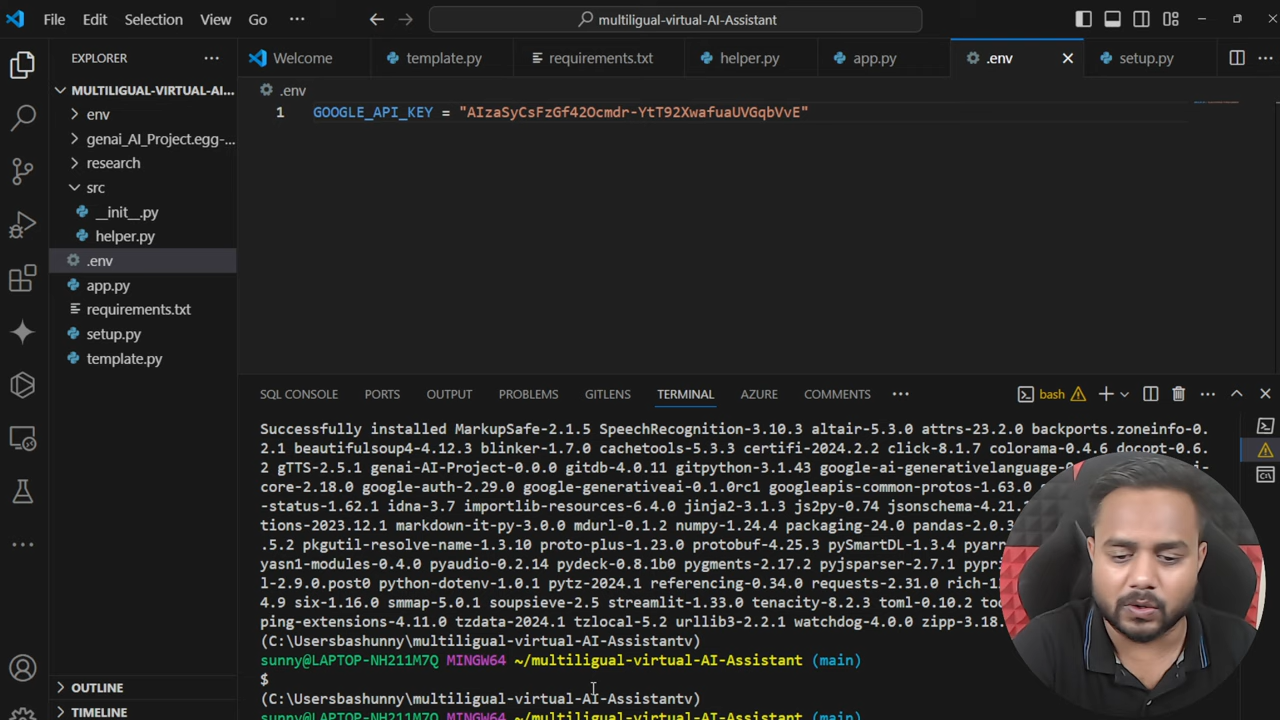 File Edit Selection View Go ··· multiligual-virtual-AI-Assistant
EXPLORER ···
Welcome template.py requirements.txt helper.py app.py .env setup.py ···
MULTILIGUAL-VIRTUAL-AI-...
env
genai_AI_Project.egg-...
research
src
__init__.py
helper.py
.env
app.py
requirements.txt
setup.py
template.py
OUTLINE
TIMELINE
.env
1 GOOGLE_API_KEY = "AIzaSyCsFzGf42Ocmdr-YtT92XwafuaUVGqbVvE"
SQL CONSOLE PORTS OUTPUT PROBLEMS GITLENS TERMINAL AZURE COMMENTS ··· bash ···
Successfully installed MarkupSafe-2.1.5 SpeechRecognition-3.10.3 altair-5.3.0 attrs-23.2.0 backports.zoneinfo-0.
2.1 beautifulsoup4-4.12.3 blinker-1.7.0 cachetools-5.3.3 certifi-2024.2.2 click-8.1.7 colorama-0.4.6 docopt-0.6.
2 gTTS-2.5.1 genai-AI-Project-0.0.0 gitdb-4.0.11 gitpython-3.1.43 google-ai-generativelanguage-
core-2.18.0 google-auth-2.29.0 google-generativeai-0.1.0rc1 googleapis-common-protos-1.63.0
-status-1.62.1 idna-3.7 importlib-resources-6.4.0 jinja2-3.1.3 js2py-0.74 jsonschema-4.21.
tions-2023.12.1 markdown-it-py-3.0.0 mdurl-0.1.2 numpy-1.24.4 packaging-24.0 pandas-2.0.3
.5.2 pkgutil-resolve-name-1.3.10 proto-plus-1.23.0 protobuf-4.25.3 pySmartDL-1.3.4
yasn1-modules-0.4.0 pyaudio-0.2.14 pydeck-0.8.1b0 pygments-2.17.2 pyjsparser-2.7.1
l-2.9.0.post0 python-dotenv-1.0.1 pytz-2024.1 referencing-0.34.0 requests-2.31.0
4.9 six-1.16.0 smmap-5.0.1 soupsieve-2.5 streamlit-1.33.0 tenacity-8.2.3 toml-0.10.2
ping-extensions-4.11.0 tzdata-2024.1 tzlocal-5.2 urllib3-2.2.1 watchdog-4.0.0 zipp-3.18.
(C:\Usersbashunny\multiligual-virtual-AI-Assistantv)
sunny@LAPTOP-NH211M7Q MINGW64 ~/multiligual-virtual-AI-Assistant (main)
$
(C:\Usersbashunny\multiligual-virtual-AI-Assistantv)
sunny@LAPTOP-NH211M7Q MINGW64 ~/multiligual-virtual-AI-Assistant (main)